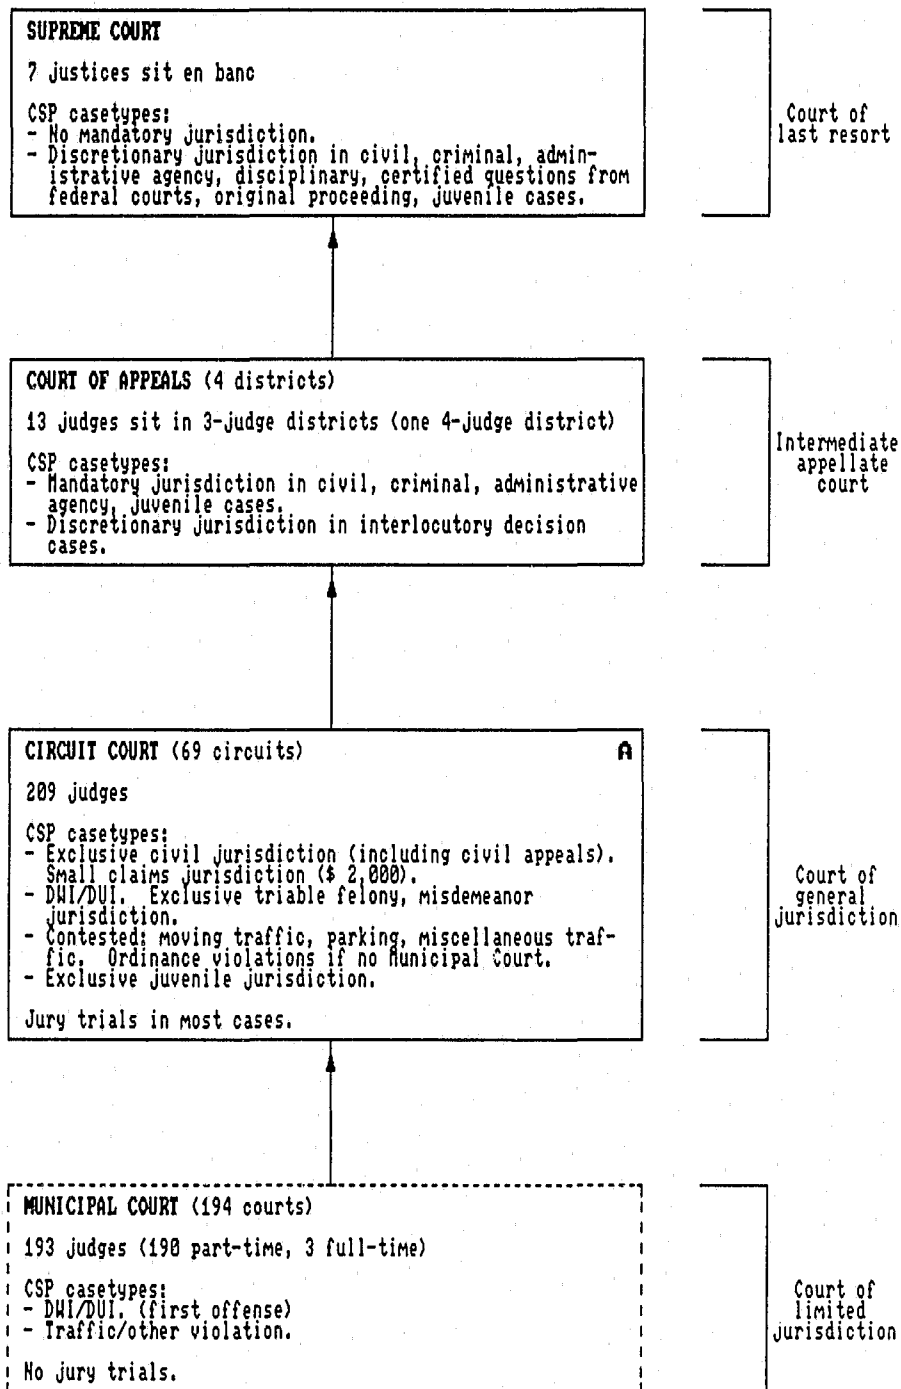 SUPREME COURT
7 justices sit en banc
CSP casetypes:
- No mandatory jurisdiction.
- Discretionary jurisdiction in civil, criminal, admin-
istrative agency, disciplinary, certified questions from
federal courts, original proceeding, juvenile cases.
Court of
last resort
COURT OF APPEALS (4 districts)
13 judges sit in 3-judge districts (one 4-judge district)
CSP casetypes:
- Mandatory jurisdiction in civil, criminal, administrative
agency, juvenile cases.
- Discretionary jurisdiction in interlocutory decision
cases.
Intermediate
appellate
court
CIRCUIT COURT (69 circuits)
A
209 judges
CSP casetypes:
- Exclusive civil jurisdiction (including civil appeals).
Small claims jurisdiction ($ 2,000).
- DWI/DUI. Exclusive triable felony, misdemeanor
jurisdiction.
- Contested: moving traffic, parking, miscellaneous traf-
fic. Ordinance violations if no Municipal Court.
- Exclusive juvenile jurisdiction.
Jury trials in most cases.
Court of
general
jurisdiction
MUNICIPAL COURT (194 courts)
193 judges (190 part-time, 3 full-time)
CSP casetypes:
- DWI/DUI. (first offense)
- Traffic/other violation.
No jury trials.
Court of
limited
jurisdiction